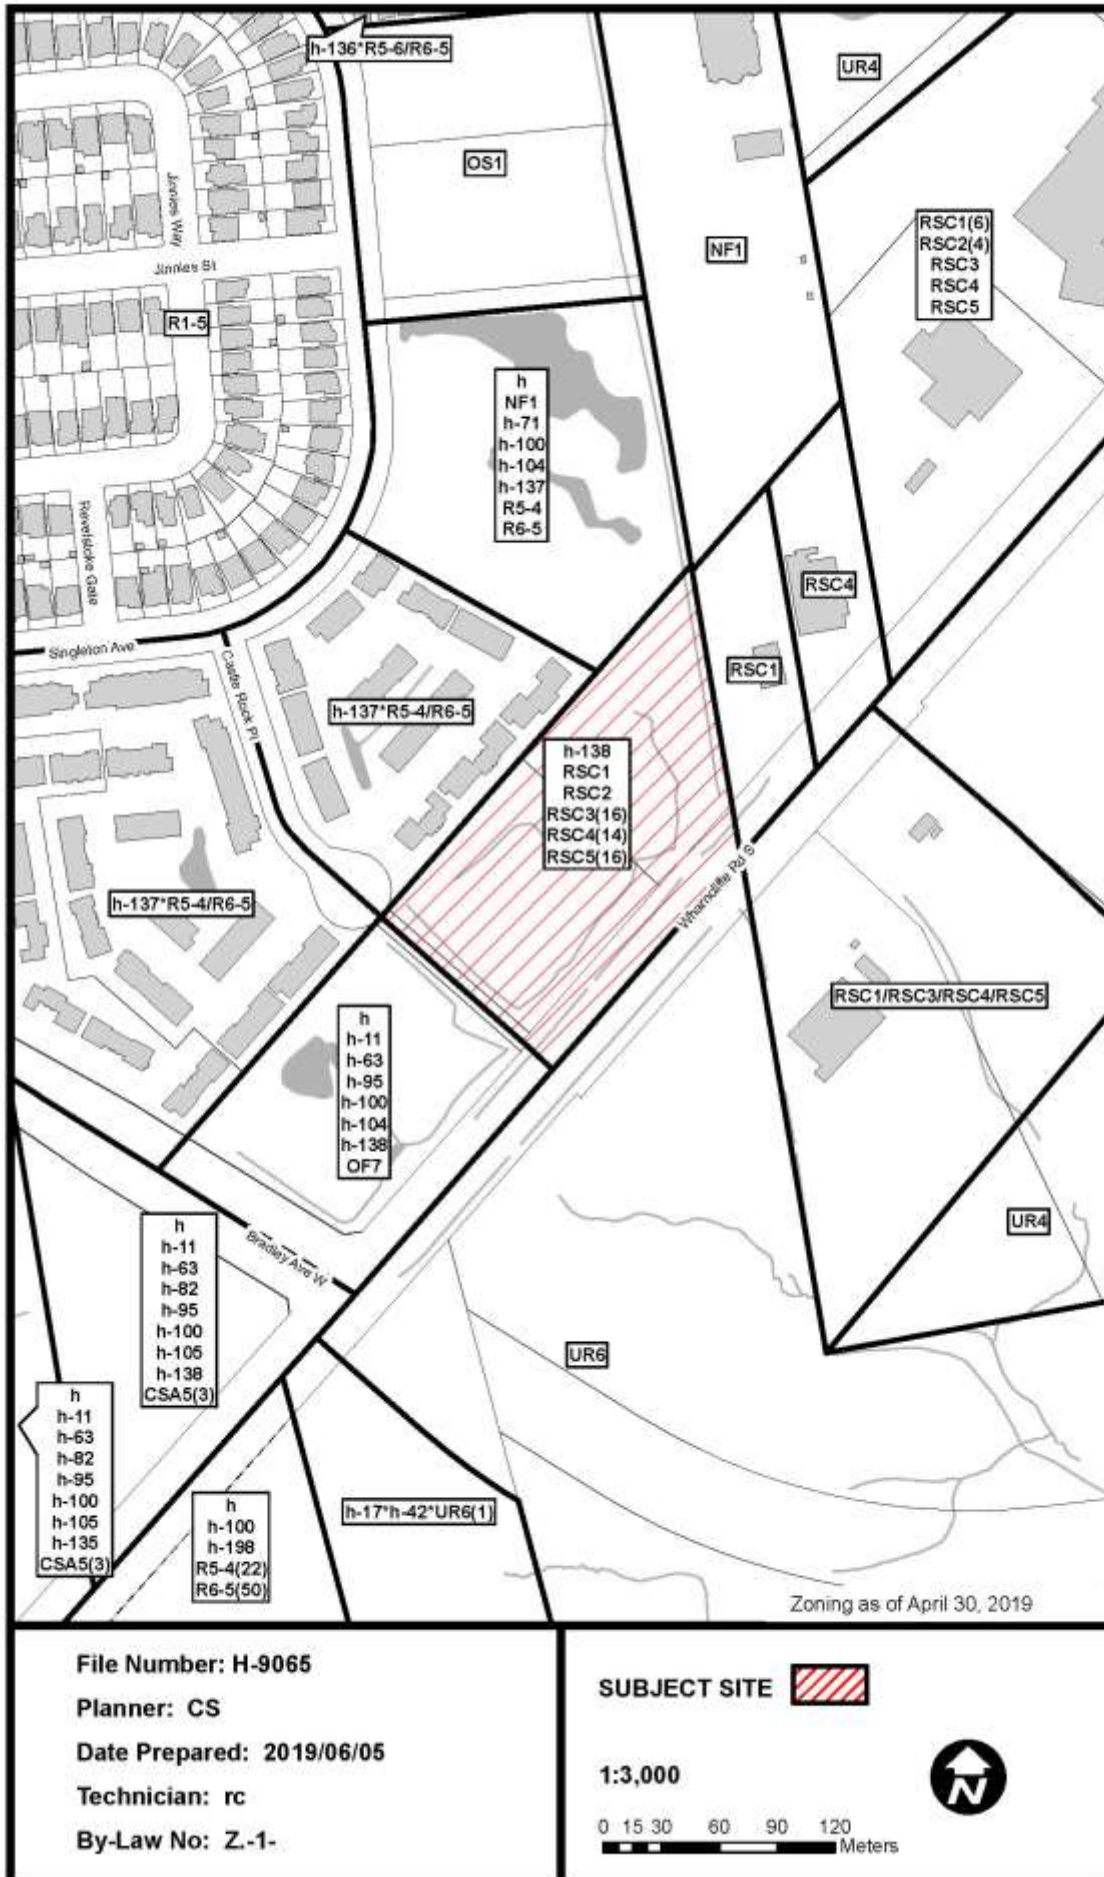 h-136*R5-6/R6-5
UR4
OS1
Jinnies Way
NF1
RSC1(6)
RSC2(4)
RSC3
RSC4
RSC5
Jinnies St
R1-5
h
NF1
h-71
h-100
h-104
h-137
R5-4
R6-5
Revelstoke Gate
RSC4
Singleton Ave
RSC1
Castle Rock Pl
h-137*R5-4/R6-5
h-138
RSC1
RSC2
RSC3(16)
RSC4(14)
RSC5(16)
Wharncliffe Rd S
h-137*R5-4/R6-5
RSC1/RSC3/RSC4/RSC5
h
h-11
h-63
h-95
h-100
h-104
h-138
OF7
UR4
h
h-11
h-63
h-82
h-95
h-100
h-105
h-138
CSA5(3)
Bradley Ave W
UR6
h
h-11
h-63
h-82
h-95
h-100
h-105
h-135
CSA5(3)
h
h-100
h-198
R5-4(22)
R6-5(50)
h-17*h-42*UR6(1)
Zoning as of April 30, 2019
File Number: H-9065
Planner: CS
Date Prepared: 2019/06/05
Technician: rc
By-Law No: Z.-1-
SUBJECT SITE
1:3,000
0 15 30 60 90 120
Meters
N